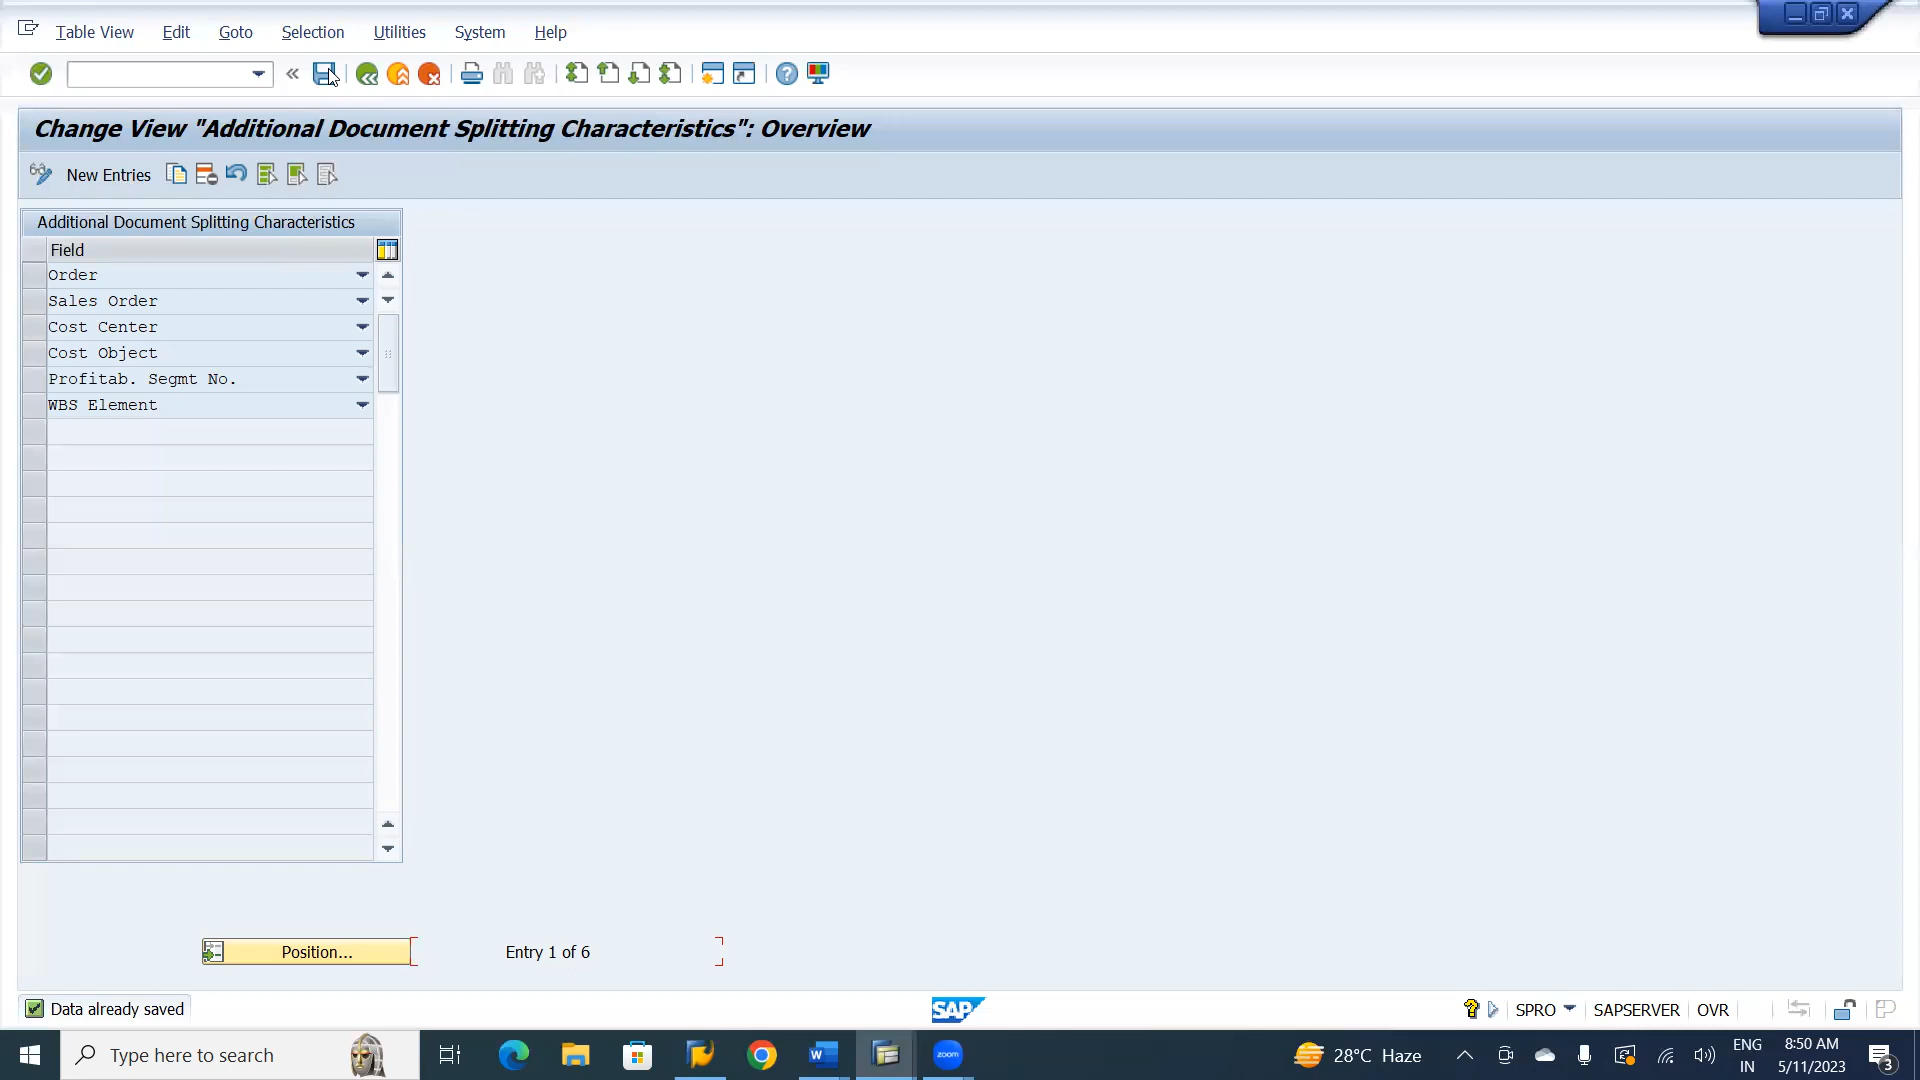 Table View Edit Goto Selection Utilities System Help
Change View "Additional Document Splitting Characteristics": Overview
New Entries
Additional Document Splitting Characteristics
Field
Order
Sales Order
Cost Center
Cost Object
Profitab. Segmt No.
WBS Element
Position... Entry 1 of 6
Data already saved SAP SPRO SAPSERVER OVR
Type here to search zoom 28°C Haze ENG IN 8:50 AM 5/11/2023 3